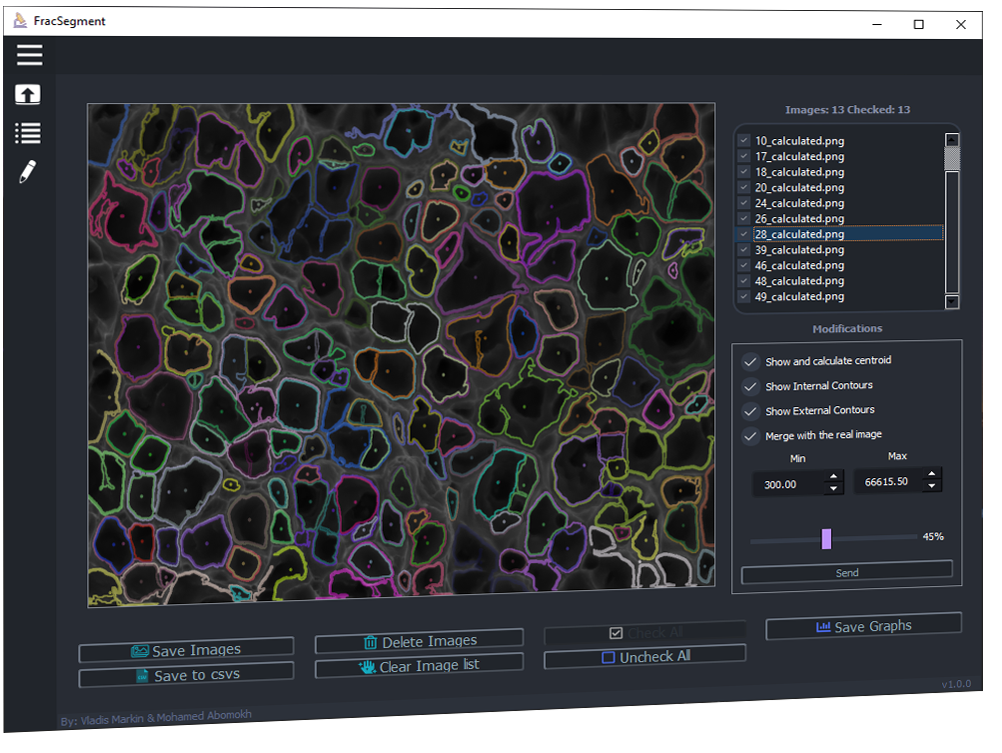 FracSegment
Images: 13 Checked: 13
10_calculated.png
17_calculated.png
18_calculated.png
20_calculated.png
24_calculated.png
26_calculated.png
28_calculated.png
39_calculated.png
46_calculated.png
48_calculated.png
49_calculated.png
Modifications
Show and calculate centroid
Show Internal Contours
Show External Contours
Merge with the real image
Min Max
300.00 66615.50
45%
Send
Save Images Delete Images Check All Save Graphs
Save to csvs Clear Image list Uncheck All
v1.0.0
By: Vladis Markin & Mohamed Abomokh